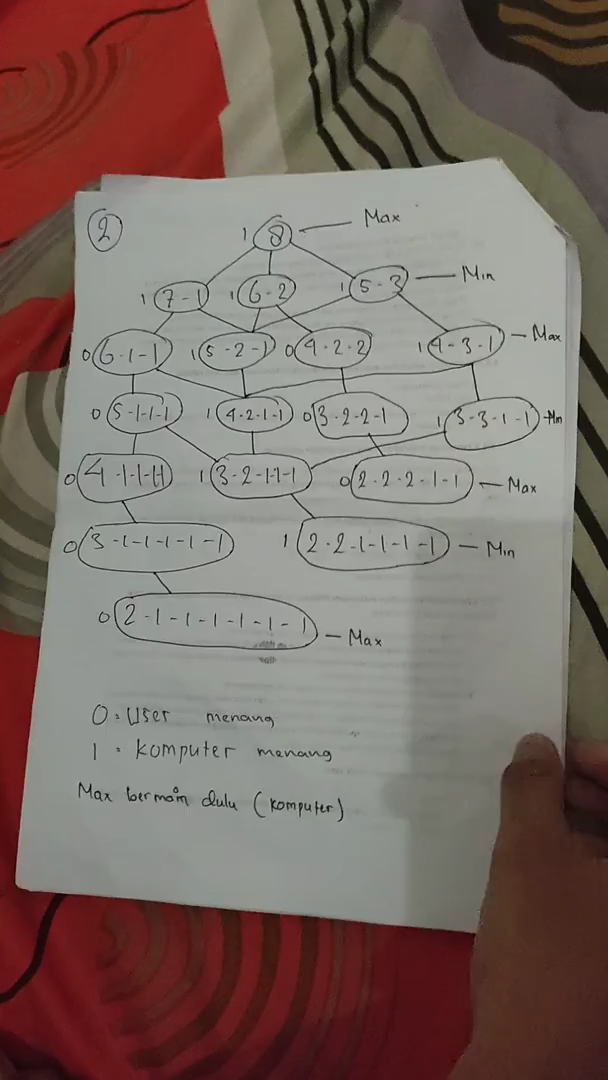 2
1 8 — Max
1 7-1 1 6-2 1 5-3 — Min
0 6-1-1 1 5-2-1 0 4-2-2 1 4-3-1 - Max
0 5-1-1-1 1 4-2-1-1 0 3-2-2-1 1 3-3-1-1 - Min
0 4-1-1-1-1 1 3-2-1-1-1 0 2-2-2-1-1 - Max
0 3-1-1-1-1-1 1 2-2-1-1-1-1 - Min
0 2-1-1-1-1-1-1 - Max
0 = User menang
1 = Komputer menang
Max bermain dulu (Komputer)